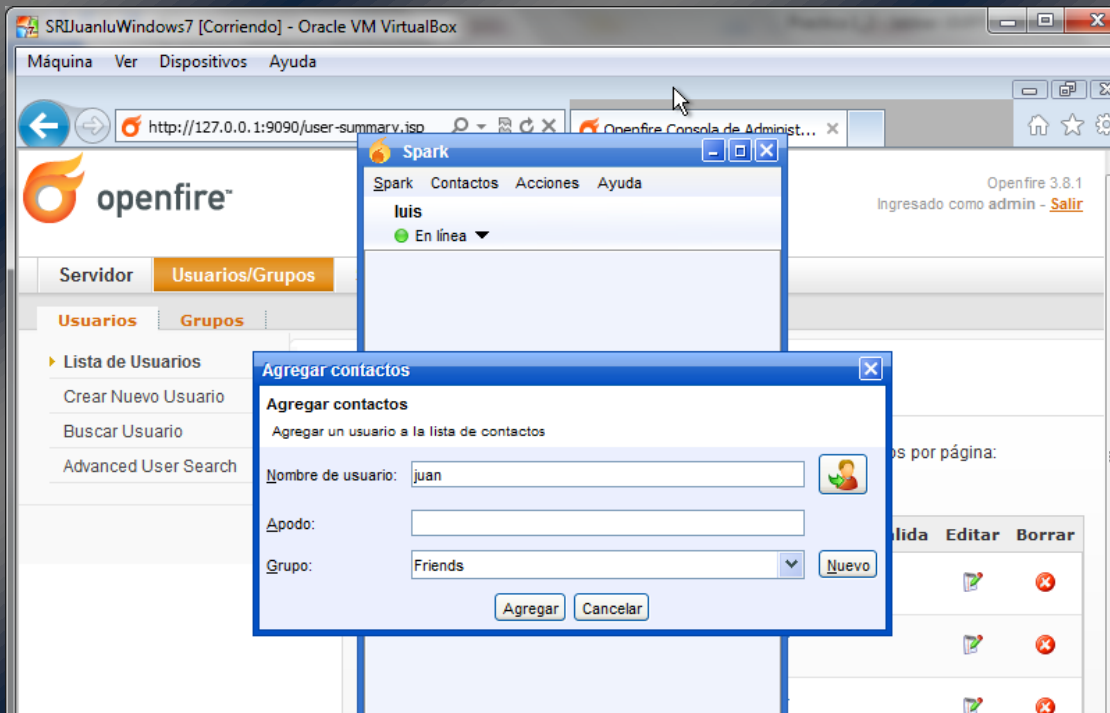 SRIJuanluWindows7 [Corriendo] - Oracle VM VirtualBox
Máquina Ver Dispositivos Ayuda
http://127.0.0.1:9090/user-summary.jsp
Openfire Consola de Administ...
Spark
Spark Contactos Acciones Ayuda
luis
En línea
openfire™
Openfire 3.8.1
Ingresado como admin - Salir
Servidor Usuarios/Grupos
Usuarios Grupos
Lista de Usuarios
Crear Nuevo Usuario
Buscar Usuario
Advanced User Search
Agregar contactos
Agregar contactos
Agregar un usuario a la lista de contactos
Nombre de usuario: juan
Apodo:
Grupo: Friends Nuevo
Agregar Cancelar
os por página:
lida Editar Borrar